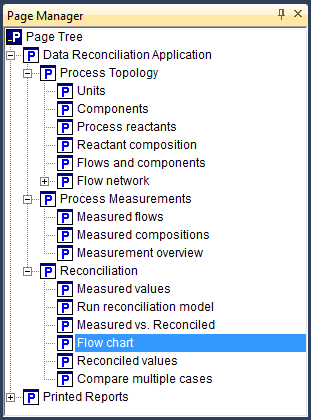 Page Manager
Page Tree
Data Reconciliation Application
Process Topology
Units
Components
Process reactants
Reactant composition
Flows and components
Flow network
Process Measurements
Measured flows
Measured compositions
Measurement overview
Reconciliation
Measured values
Run reconciliation model
Measured vs. Reconciled
Flow chart
Reconciled values
Compare multiple cases
Printed Reports